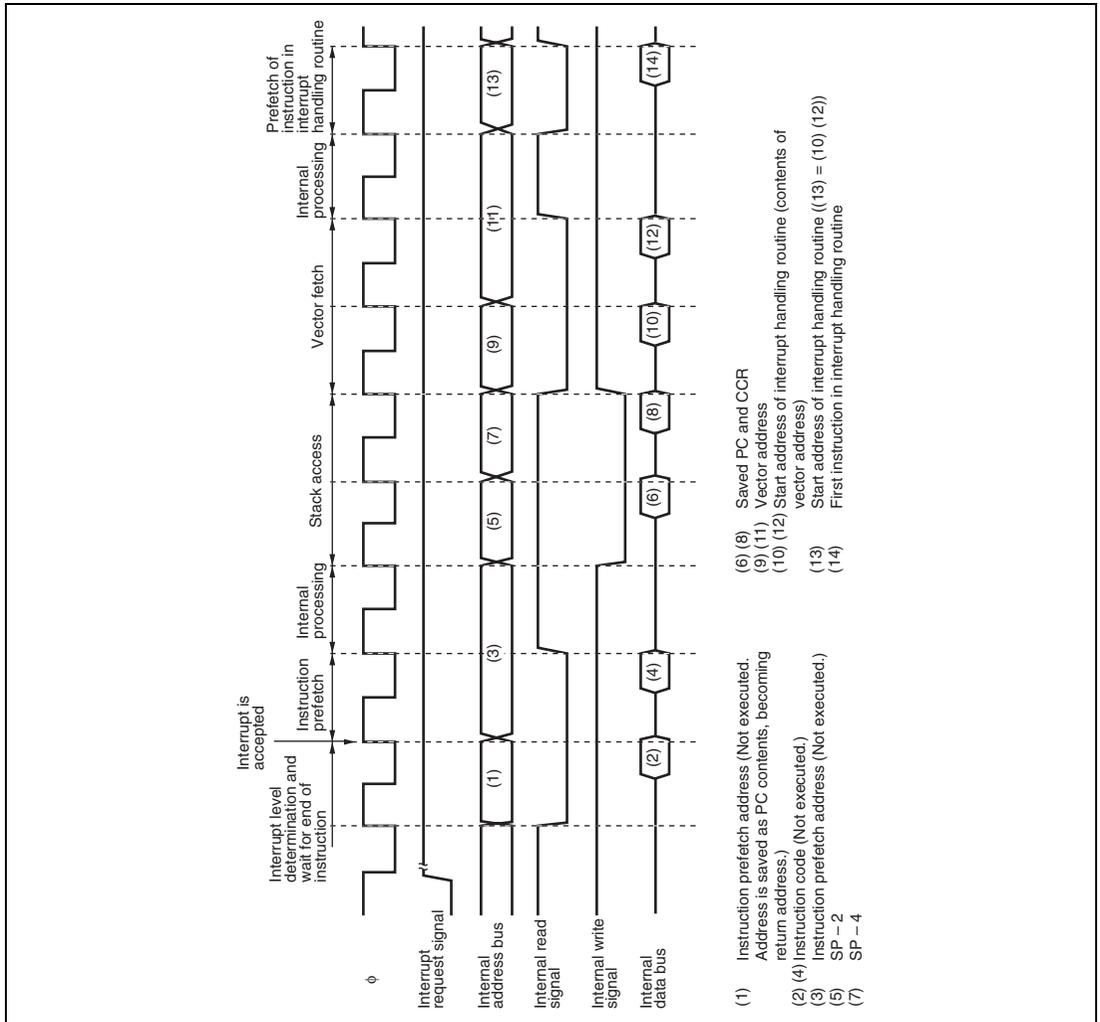 Interrupt is
accepted
Interrupt level
determination and
wait for end of
instruction
Instruction
prefetch
Internal
processing
Stack access
Vector fetch
Internal
processing
Prefetch of
instruction in
interrupt
handling routine
φ
Interrupt
request signal
Internal
address bus
(1)
(3)
(5)
(7)
(9)
(11)
(13)
Internal read
signal
Internal write
signal
Internal
data bus
(2)
(4)
(6)
(8)
(10)
(12)
(14)
(1) Instruction prefetch address (Not executed.
Address is saved as PC contents, becoming
return address.)
(2) (4) Instruction code (Not executed.)
(3) Instruction prefetch address (Not executed.)
(5) SP – 2
(7) SP – 4
(6) (8) Saved PC and CCR
(9) (11) Vector address
(10) (12) Start address of interrupt handling routine (contents of
vector address)
(13) Start address of interrupt handling routine ((13) = (10) (12))
(14) First instruction in interrupt handling routine